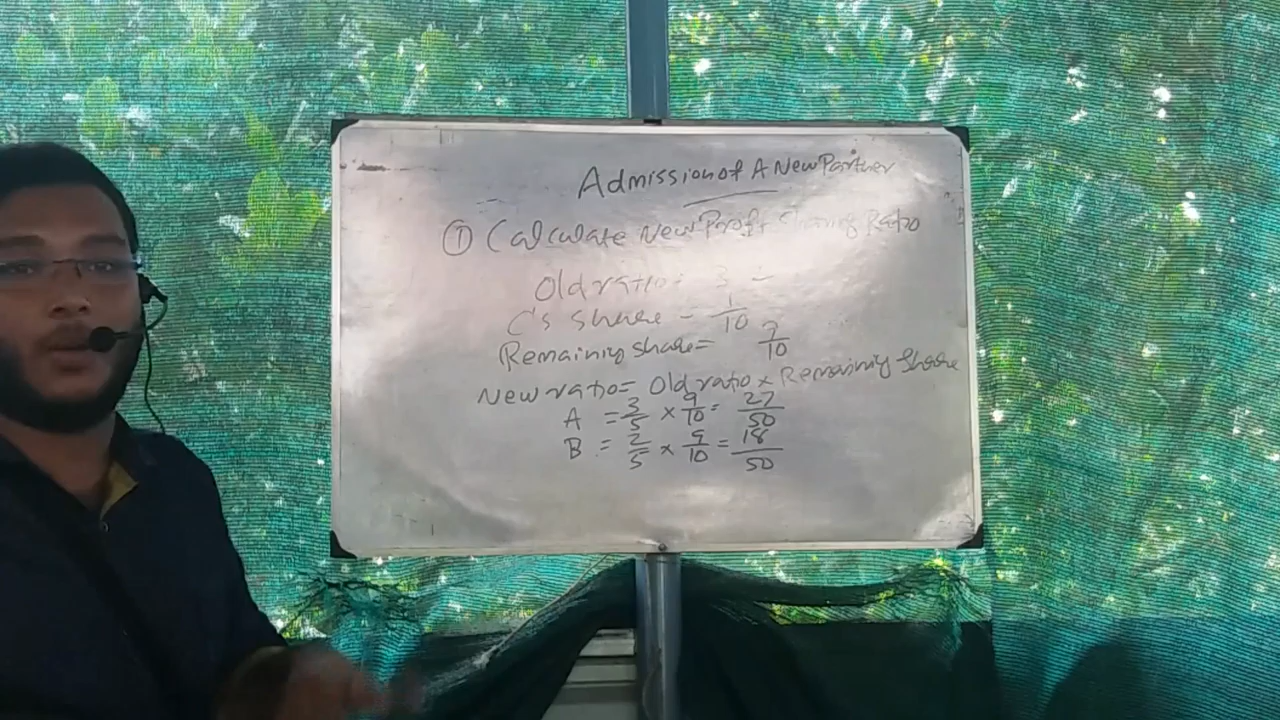 Admission of A New Partner
① Calculate New Profit Sharing Ratio
Old ratio : 3 :
C's Share = 1/10
Remaining share = 9/10
New ratio = Old ratio × Remaining Share
A = 3/5 × 9/10 = 27/50
B = 2/5 × 9/10 = 18/50